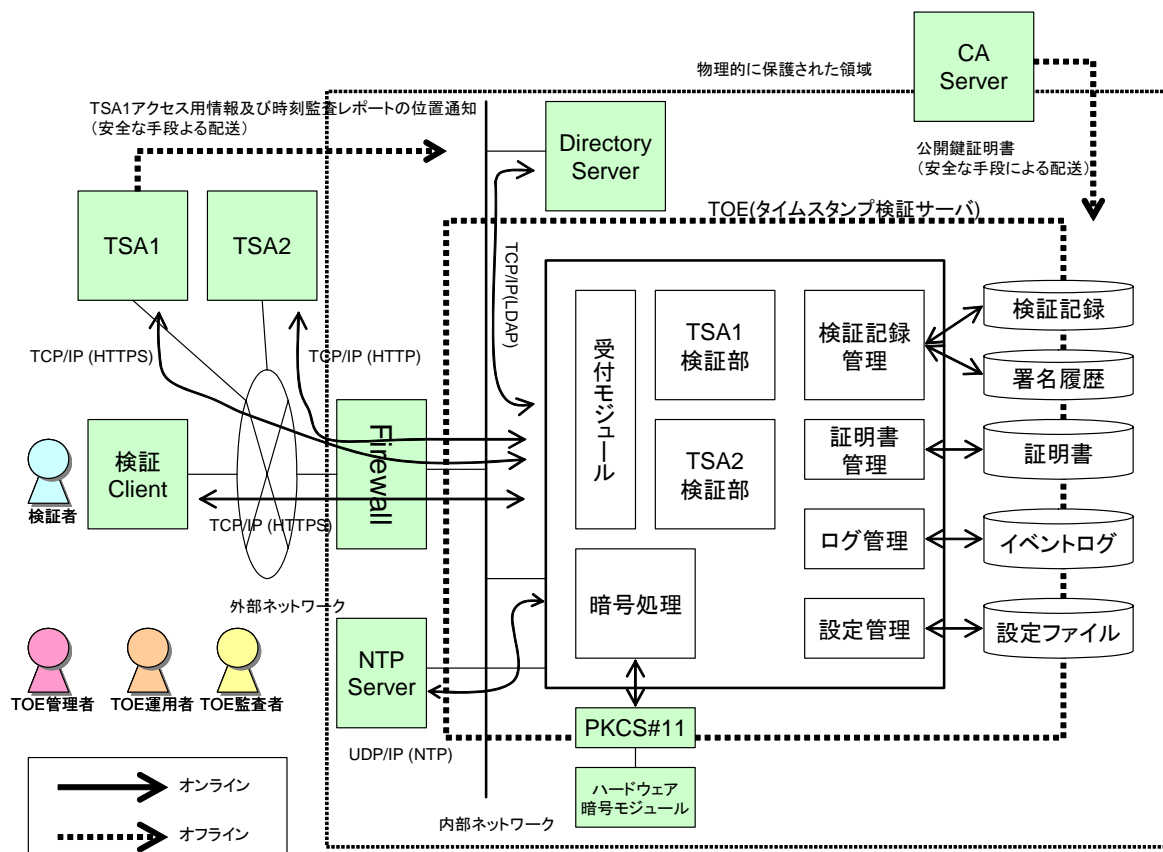 CA
Server
物理的に保護された領域
TSA1アクセス用情報及び時刻監査レポートの位置通知
（安全な手段よる配送）
Directory
Server
公開鍵証明書
（安全な手段による配送）
TSA1
TSA2
TOE(タイムスタンプ検証サーバ)
TCP/IP(LDAP)
TCP/IP (HTTPS)
TCP/IP (HTTP)
受付モジュール
TSA1
検証部
検証記録
管理
検証記録
署名履歴
検証者
検証
Client
Firewall
TCP/IP (HTTPS)
TSA2
検証部
証明書
管理
証明書
ログ管理
イベントログ
外部ネットワーク
暗号処理
設定管理
設定ファイル
TOE管理者
TOE運用者
TOE監査者
NTP
Server
UDP/IP (NTP)
PKCS#11
ハードウェア
暗号モジュール
内部ネットワーク
オンライン
オフライン